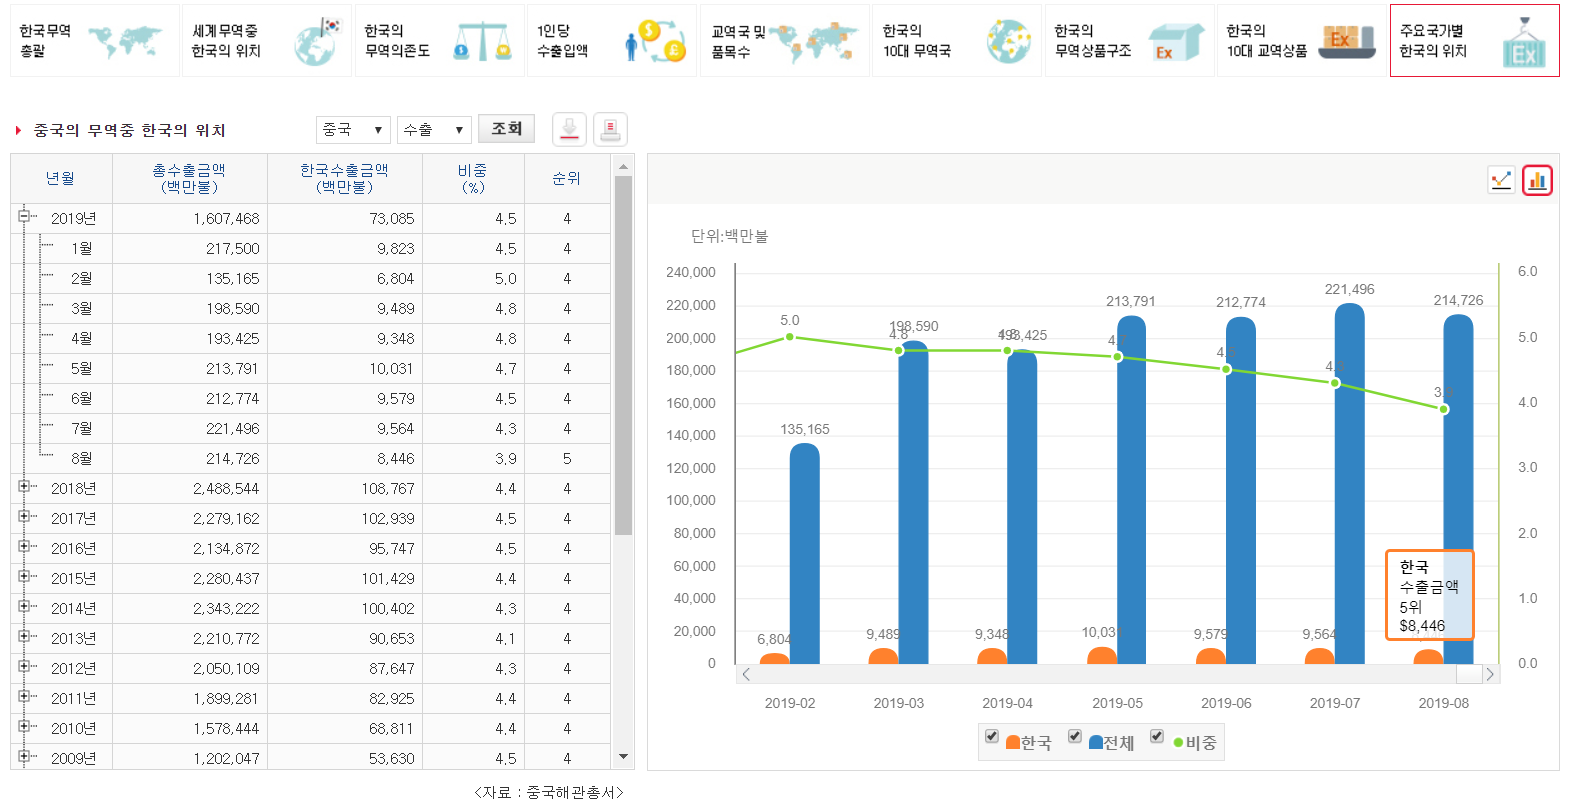 한국무역
총괄
세계무역중
한국의 위치
한국의
무역의존도
1인당
수출입액
교역국 및
품목수
한국의
10대 무역국
한국의
무역상품구조
Ex
한국의
10대 교역상품
Ex
주요국가별
한국의 위치
Ex
중국의 무역중 한국의 위치
중국 ▼ 수출 ▼ 조회
년월 총수출금액 (백만불) 한국수출금액 (백만불) 비중 (%) 순위
2019년 1,607,468 73,085 4.5 4
1월 217,500 9,823 4.5 4
2월 135,165 6,804 5.0 4
3월 198,590 9,489 4.8 4
4월 193,425 9,348 4.8 4
5월 213,791 10,031 4.7 4
6월 212,774 9,579 4.5 4
7월 221,496 9,564 4.3 4
8월 214,726 8,446 3.9 5
2018년 2,488,544 108,767 4.4 4
2017년 2,279,162 102,939 4.5 4
2016년 2,134,872 95,747 4.5 4
2015년 2,280,437 101,429 4.4 4
2014년 2,343,222 100,402 4.3 4
2013년 2,210,772 90,653 4.1 4
2012년 2,050,109 87,647 4.3 4
2011년 1,899,281 82,925 4.4 4
2010년 1,578,444 68,811 4.4 4
2009년 1,202,047 53,630 4.5 4
<자료 : 중국해관총서>
단위:백만불
240,000
220,000
200,000
180,000
160,000
140,000
120,000
100,000
80,000
60,000
40,000
20,000
0
6.0
5.0
4.0
3.0
2.0
1.0
0.0
5.0
4.8
4.8
135,165
198,590
193,425
213,791
212,774
221,496
214,726
6,804
9,489
9,348
10,031
9,579
9,564
한국
수출금액
5위
$8,446
2019-02 2019-03 2019-04 2019-05 2019-06 2019-07 2019-08
한국 전체 비중